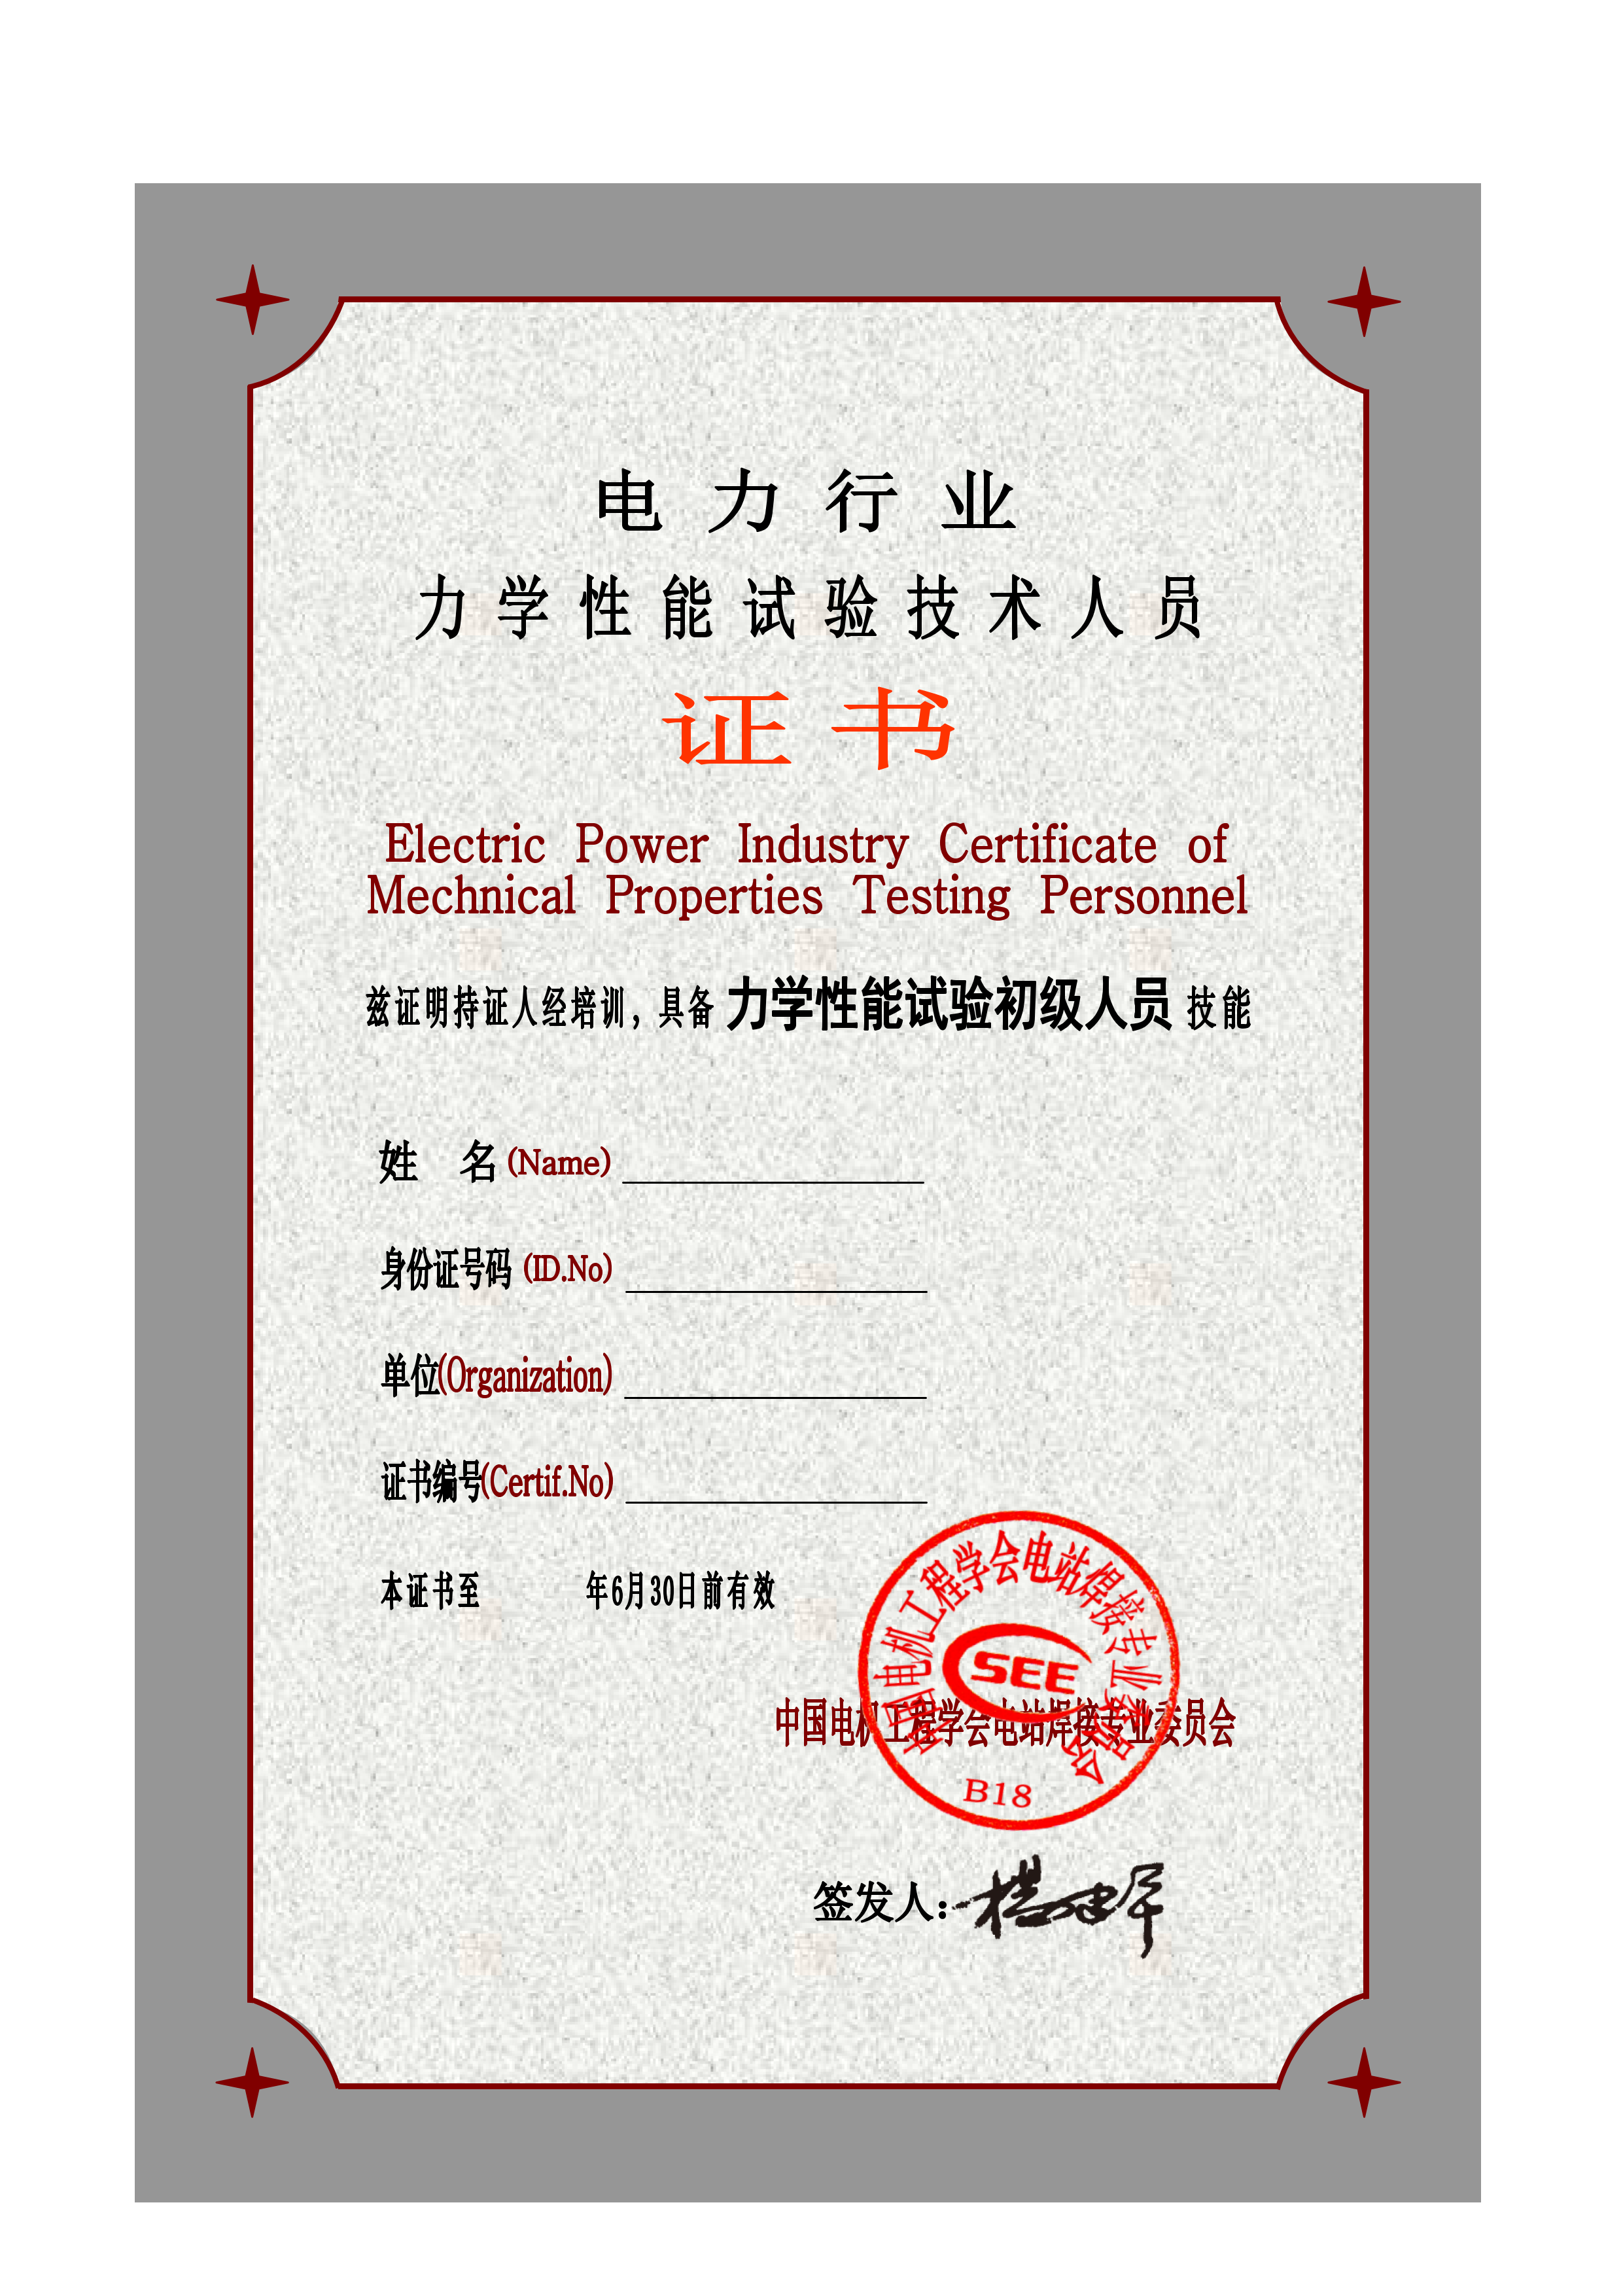 电力行业
力学性能试验技术人员
证书
Electric Power Industry Certificate of
Mechnical Properties Testing Personnel
兹证明持证人经培训，具备 力学性能试验初级人员 技能
姓 名 (Name)
身份证号码 (ID.No)
单位(Organization)
证书编号(Certif.No)
本证书至 年6月30日前有效
中国电机工程学会电站焊接专业委员会
CSEE
中国电机工程学会电站焊接专业委员会
B18
签发人：